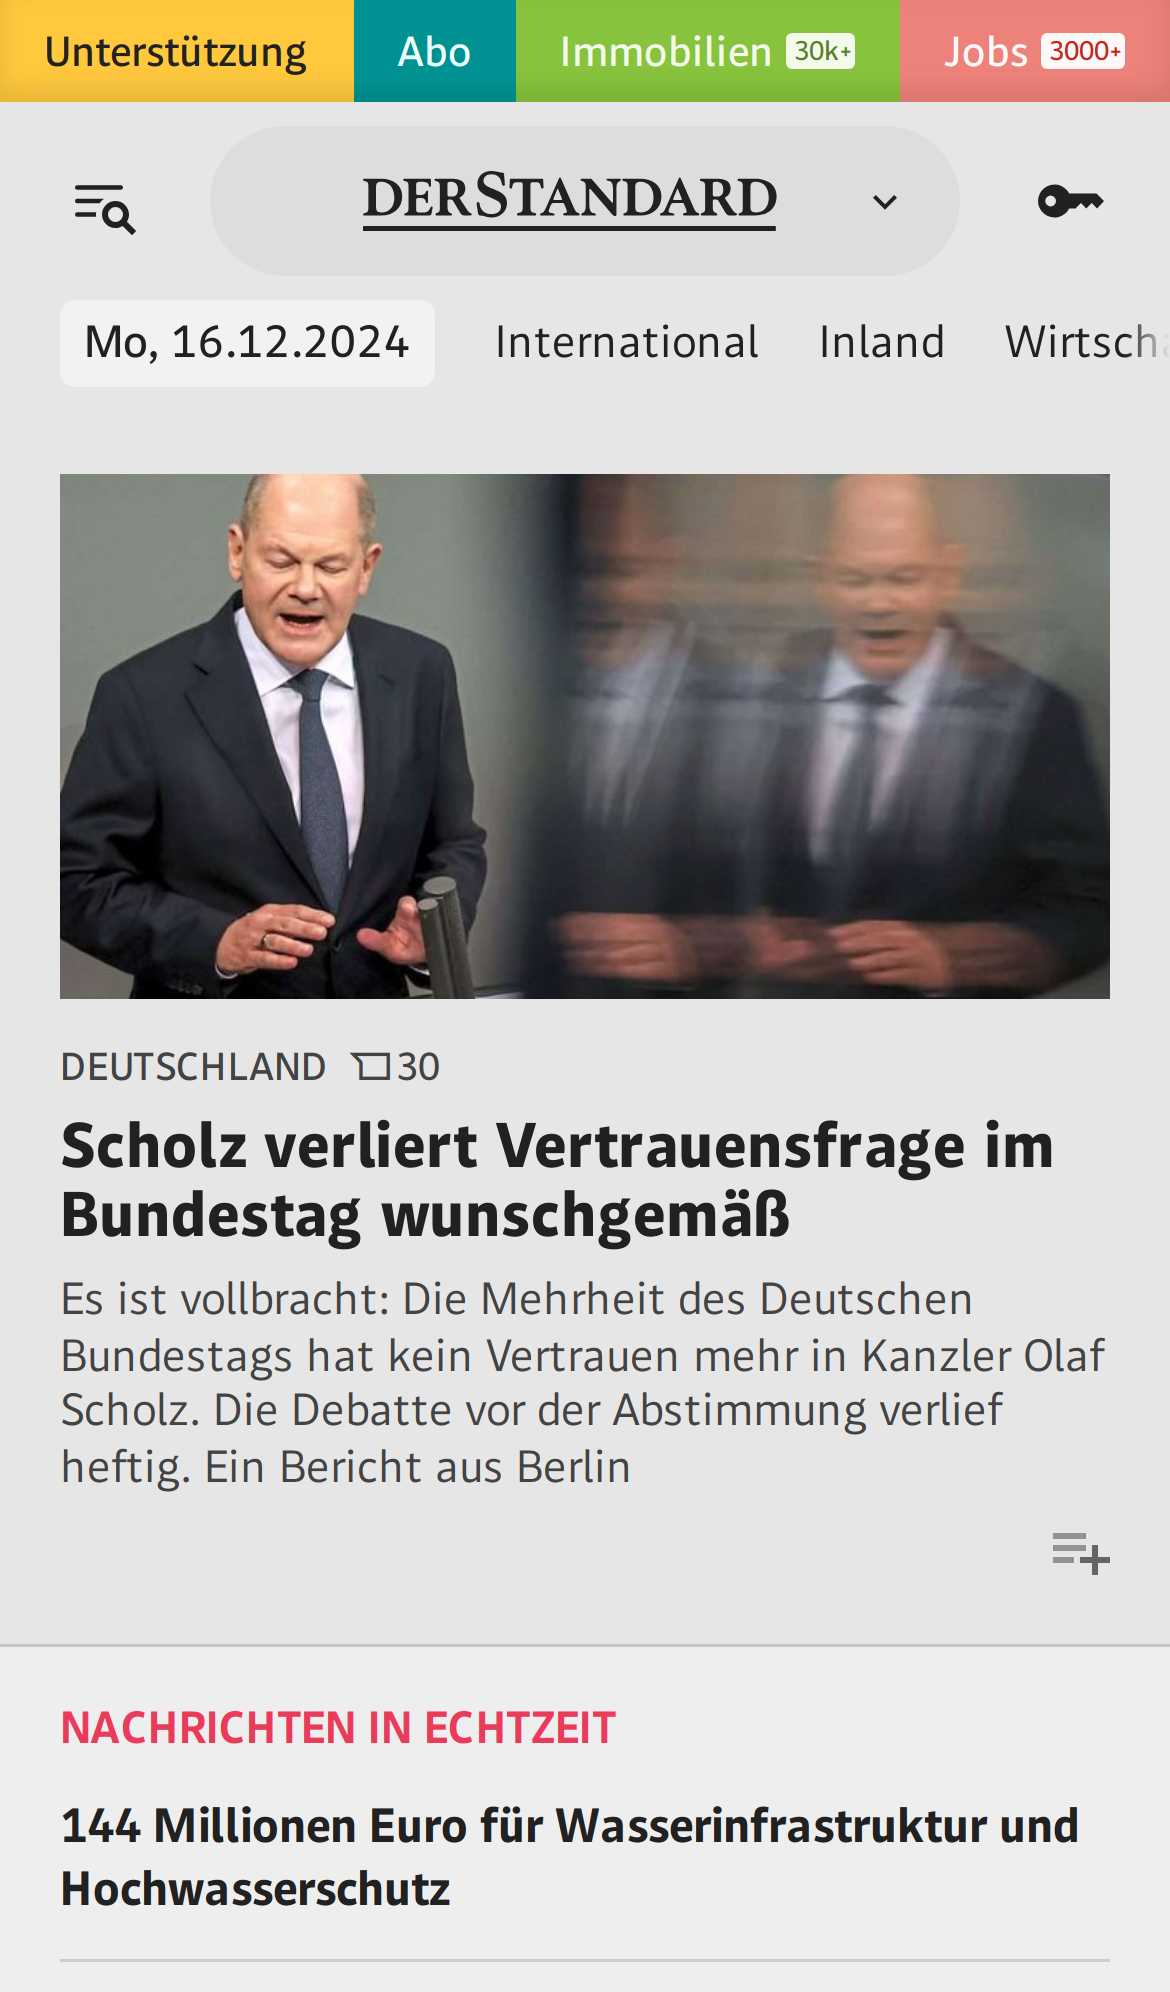 Unterstützung Abo Immobilien 30k+ Jobs 3000+
DERSTANDARD
Mo, 16.12.2024 International Inland Wirtscha
DEUTSCHLAND 30
Scholz verliert Vertrauensfrage im
Bundestag wunschgemäß
Es ist vollbracht: Die Mehrheit des Deutschen
Bundestags hat kein Vertrauen mehr in Kanzler Olaf
Scholz. Die Debatte vor der Abstimmung verlief
heftig. Ein Bericht aus Berlin
NACHRICHTEN IN ECHTZEIT
144 Millionen Euro für Wasserinfrastruktur und
Hochwasserschutz